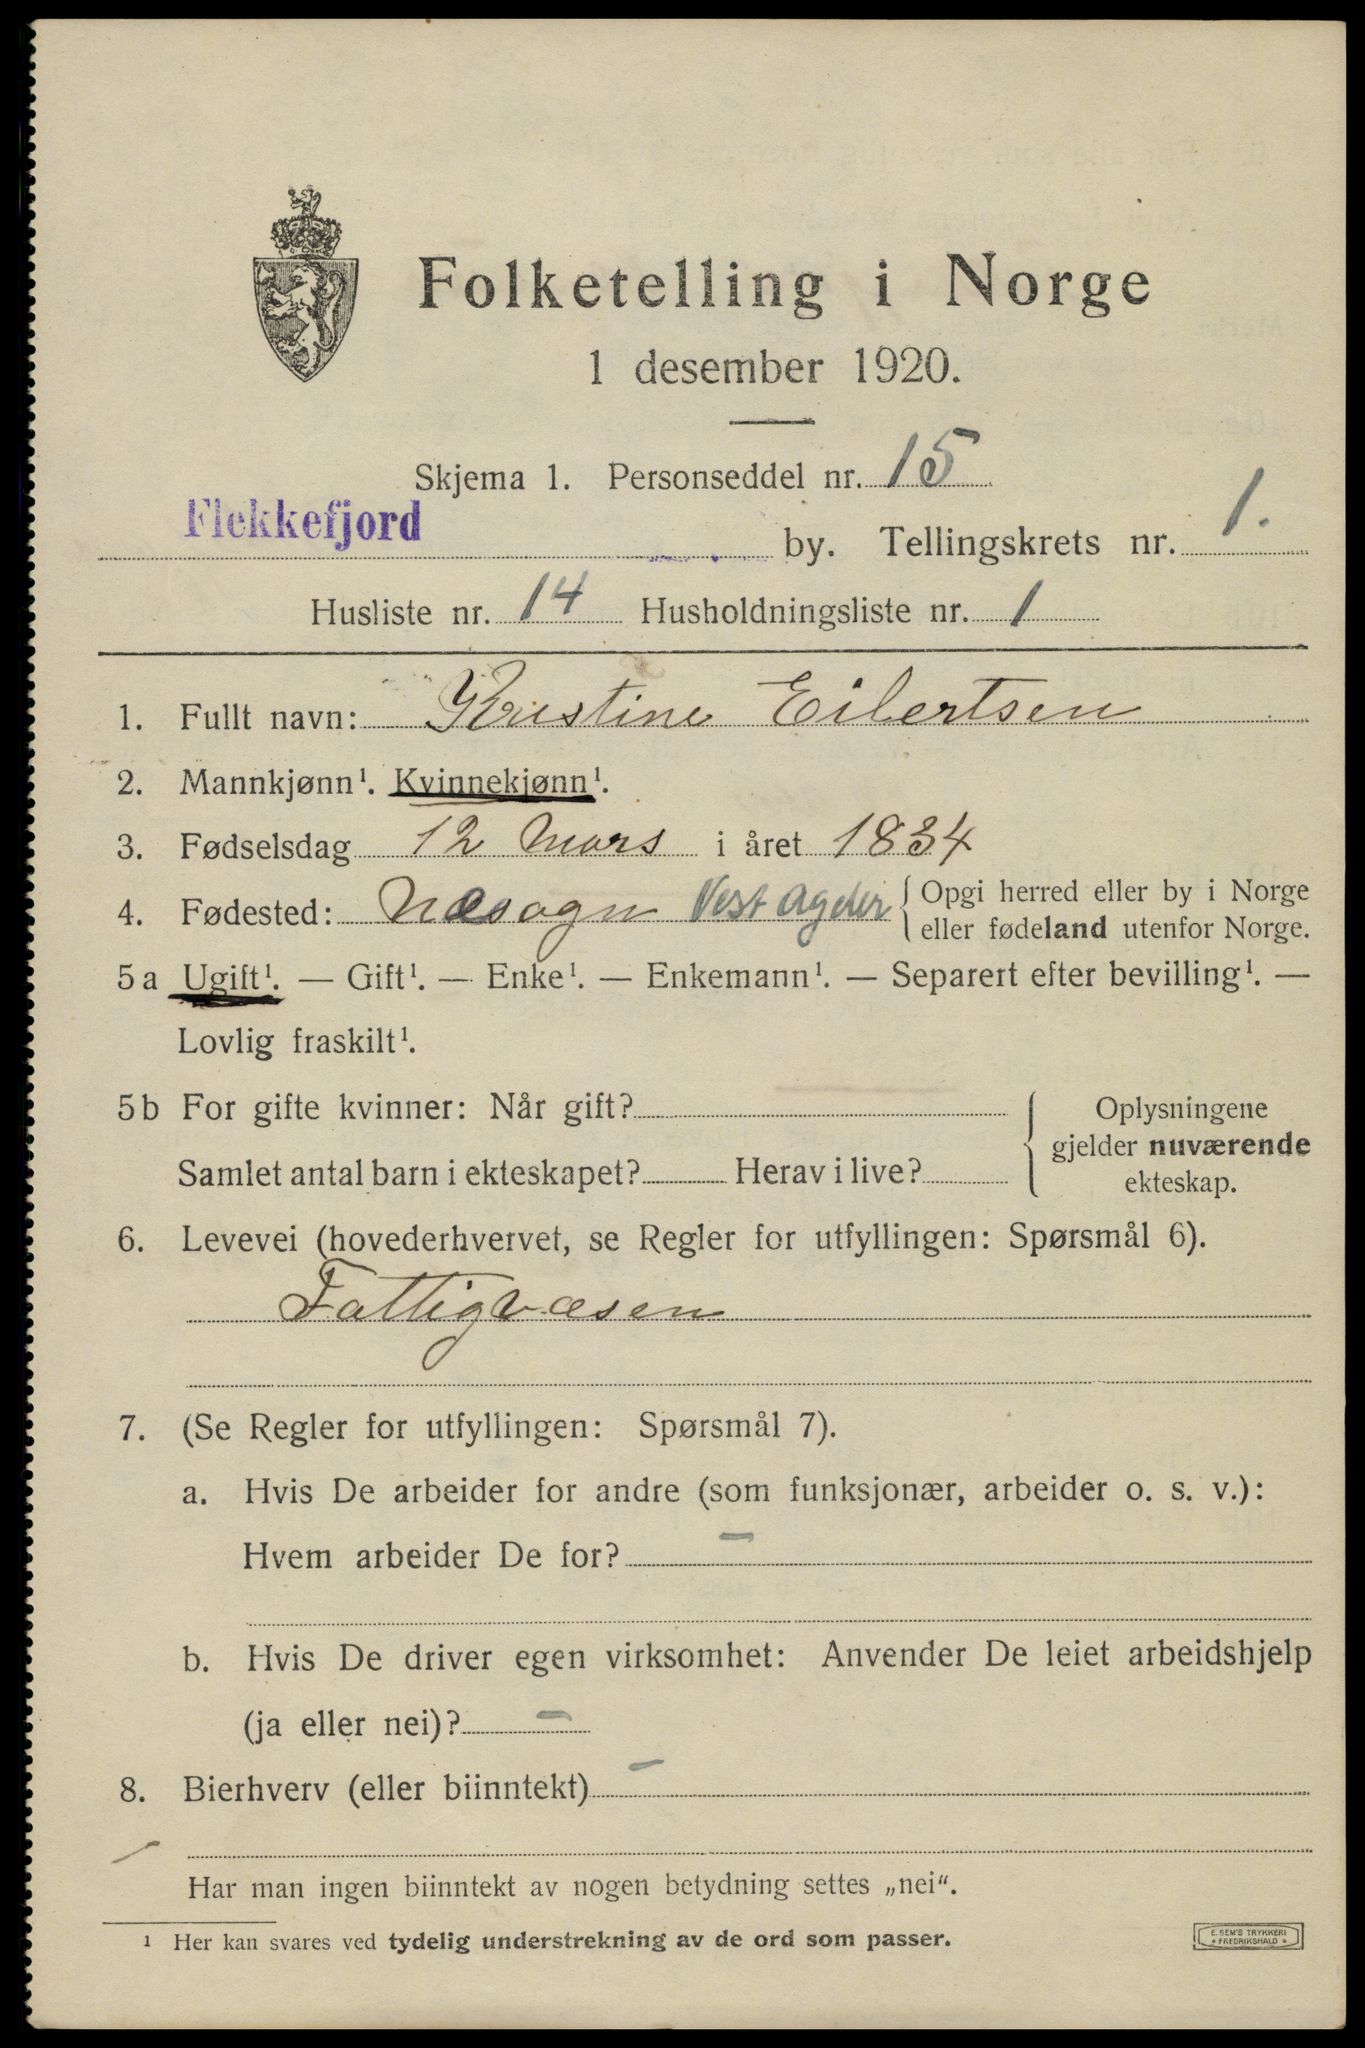 Folketelling i Norge
1 desember 1920.
Skjema 1. Personseddel nr. 15
Flekkefjord by. Tellingskrets nr. 1.
Husliste nr. 14 Husholdningsliste nr. 1
1. Fullt navn: Kristine Eilertsen
2. Mannkjønn¹. Kvinnekjønn¹.
3. Fødselsdag 12 Mars i året 1834
4. Fødested: Næsogn Vest Agder { Opgi herred eller by i Norge
eller fødeland utenfor Norge.
5a Ugift¹. — Gift¹. — Enke¹. — Enkemann¹. — Separert efter bevilling¹. —
Lovlig fraskilt¹.
5b For gifte kvinner: Når gift?
Samlet antal barn i ekteskapet? Herav i live?
Oplysningene
gjelder nuværende
ekteskap.
6. Levevei (hovederhvervet, se Regler for utfyllingen: Spørsmål 6).
Fattigvæsen
7. (Se Regler for utfyllingen: Spørsmål 7).
a. Hvis De arbeider for andre (som funksjonær, arbeider o. s. v.):
Hvem arbeider De for? —
b. Hvis De driver egen virksomhet: Anvender De leiet arbeidshjelp
(ja eller nei)? —
8. Bierhverv (eller biinntekt) —
Har man ingen biinntekt av nogen betydning settes „nei“.
¹ Her kan svares ved tydelig understrekning av de ord som passer.
E. SEM'S TRYKKERI
• FREDRIKSHALD •